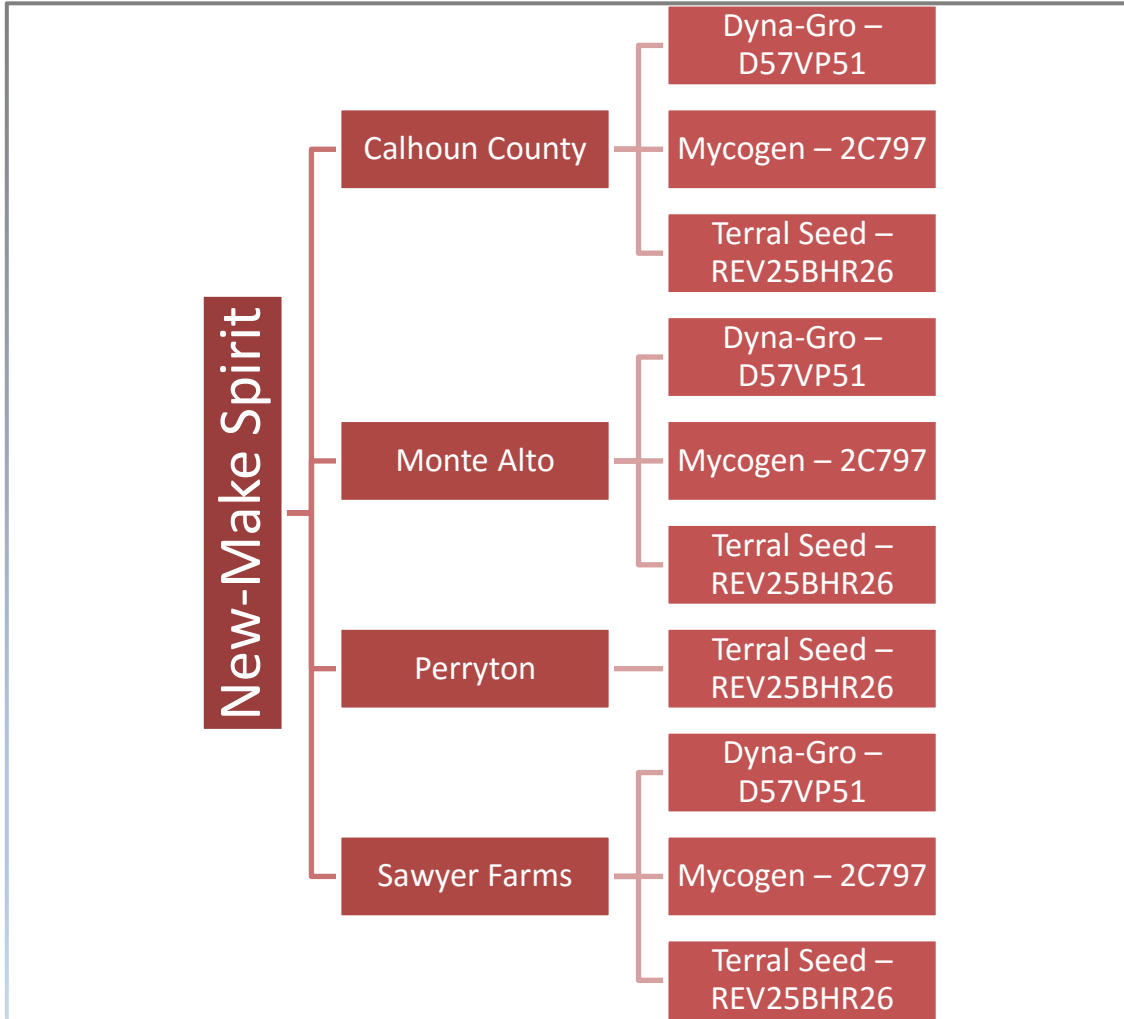 New-Make Spirit
Calhoun County
Dyna-Gro –
D57VP51
Mycogen – 2C797
Terral Seed –
REV25BHR26
Monte Alto
Dyna-Gro –
D57VP51
Mycogen – 2C797
Terral Seed –
REV25BHR26
Perryton
Terral Seed –
REV25BHR26
Sawyer Farms
Dyna-Gro –
D57VP51
Mycogen – 2C797
Terral Seed –
REV25BHR26